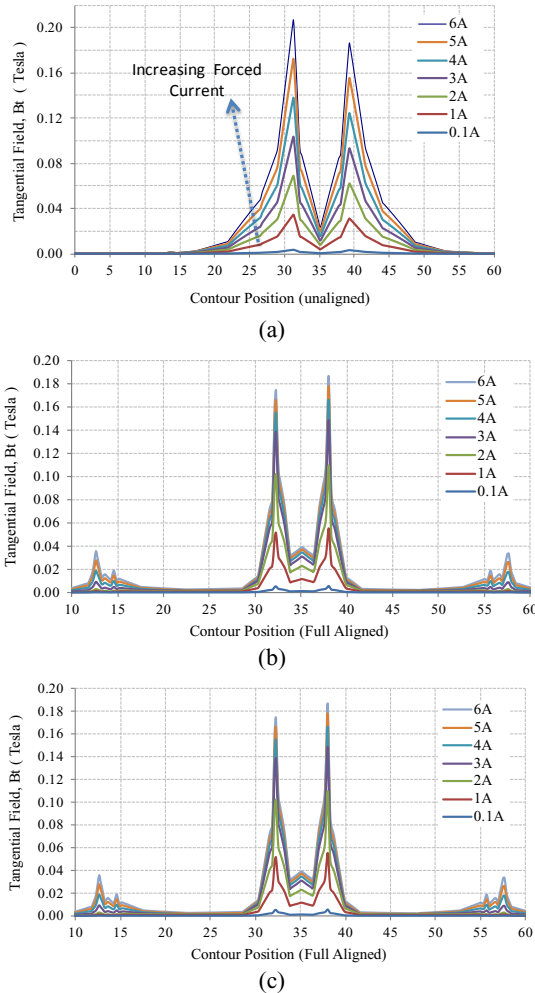 Tangential Field, Bt ( Tesla )
0.20
0.16
0.12
0.08
0.04
0.00
Increasing Forced
Current
6A
5A
4A
3A
2A
1A
0.1A
0 5 10 15 20 25 30 35 40 45 50 55 60
Contour Position (unaligned)
(a)
Tangential Field, Bt ( Tesla )
0.20
0.18
0.16
0.14
0.12
0.10
0.08
0.06
0.04
0.02
0.00
6A
5A
4A
3A
2A
1A
0.1A
10 15 20 25 30 35 40 45 50 55 60
Contour Position (Full Aligned)
(b)
Tangential Field, Bt ( Tesla )
0.20
0.18
0.16
0.14
0.12
0.10
0.08
0.06
0.04
0.02
0.00
6A
5A
4A
3A
2A
1A
0.1A
10 15 20 25 30 35 40 45 50 55 60
Contour Position (Full Aligned)
(c)